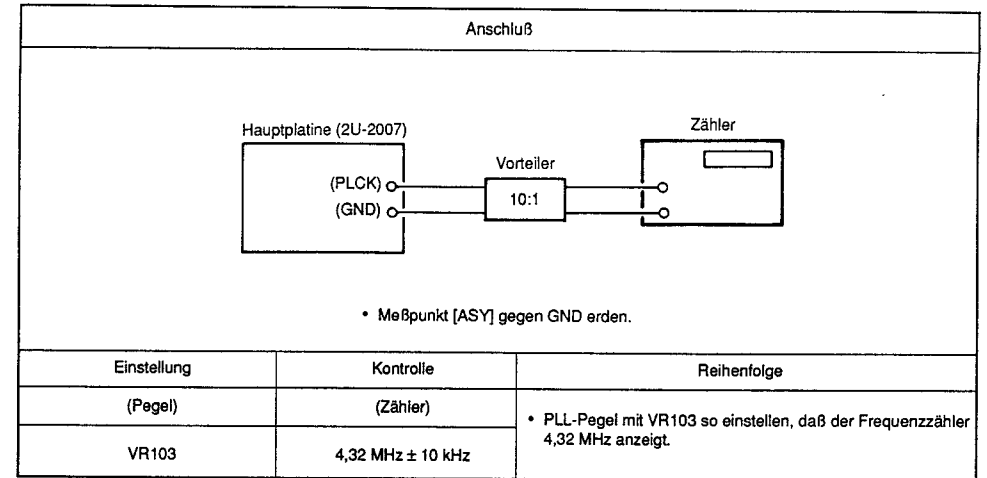 Anschluß
Hauptplatine (2U-2007)
Zähler
Vorteiler
(PLCK)
10:1
(GND)
• Meßpunkt [ASY] gegen GND erden.
Einstellung
Kontrolle
Reihenfolge
(Pegel)
(Zähler)
• PLL-Pegel mit VR103 so einstellen, daß der Frequenzzähler
4,32 MHz anzeigt.
VR103
4,32 MHz ± 10 kHz